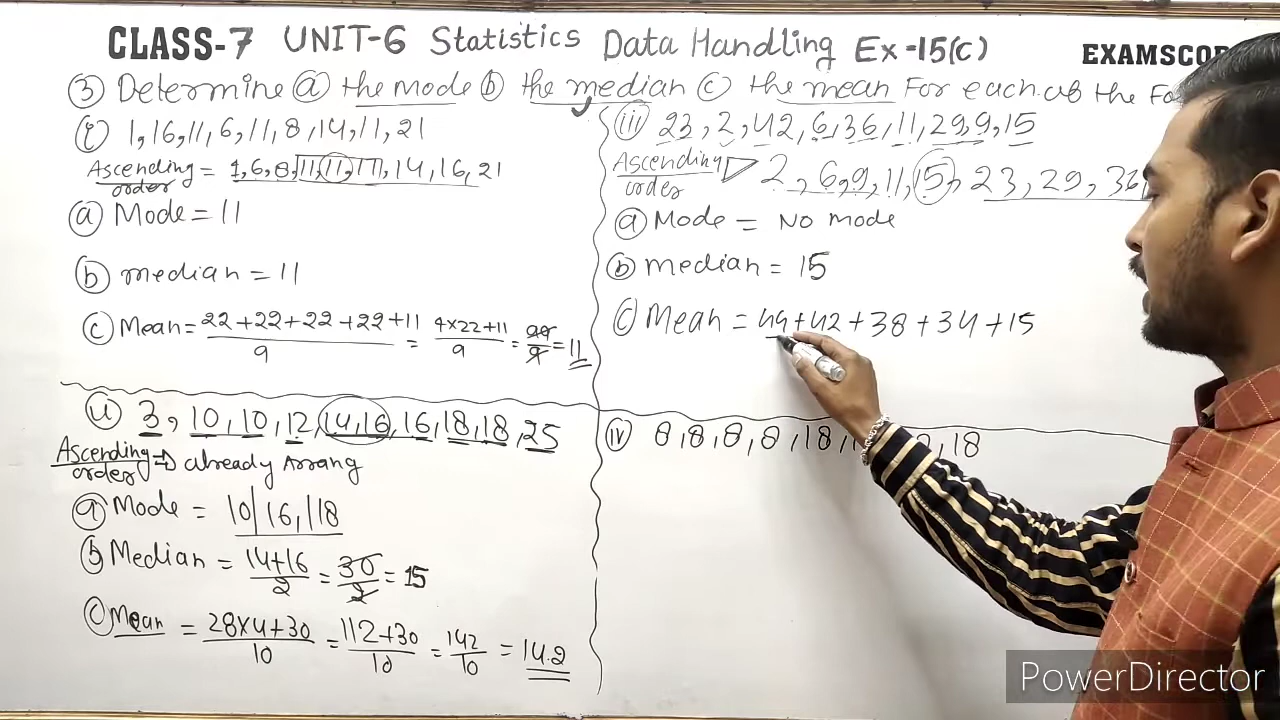 CLASS-7 UNIT-6 Statistics Data Handling Ex-15(C) EXAMSCO
③ Determine ⓐ the mode ⓑ the median ⓒ the mean For each of the Fo
(i) 1,16,11,6,11,8,14,11,21
Ascending order = 1,6,8,11,11,11,14,16,21
ⓐ Mode = 11
ⓑ median = 11
ⓒ Mean = 22+22+22+22+11/9 = 4x22+11/9 = 99/9 = 11
(ii) 3, 10, 10, 12, 14, 16, 16, 18, 18, 25
Ascending order ⇒ already Arrang
ⓐ Mode = 10, 16, 18
ⓑ Median = 14+16/2 = 30/2 = 15
ⓒ Mean = 28x4+30/10 = 112+30/10 = 142/10 = 14.2
(iii) 23, 2, 42, 6, 36, 11, 29, 9, 15
Ascending order 2, 6, 9, 11, 15, 23, 29, 36
ⓐ Mode = No mode
ⓑ median = 15
ⓒ Mean = 44+42+38+34+15
(iv) 8, 8, 8, 8, 18, 18
PowerDirector